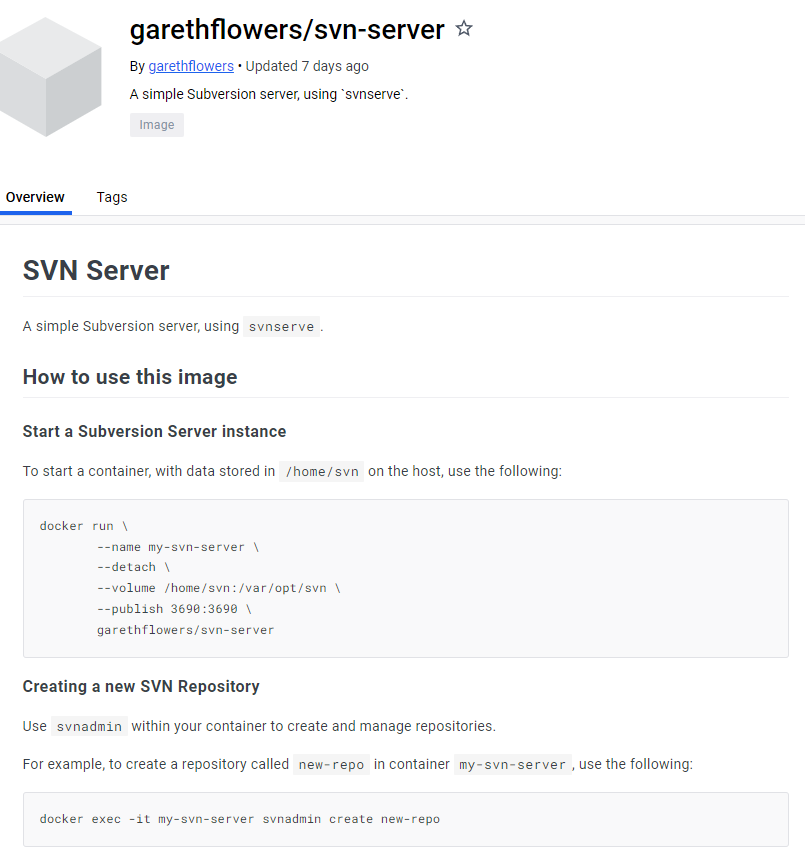 garethflowers/svn-server
By garethflowers • Updated 7 days ago
A simple Subversion server, using `svnserve`.
Image
Overview Tags
SVN Server
A simple Subversion server, using svnserve.
How to use this image
Start a Subversion Server instance
To start a container, with data stored in /home/svn on the host, use the following:
docker run \
--name my-svn-server \
--detach \
--volume /home/svn:/var/opt/svn \
--publish 3690:3690 \
garethflowers/svn-server
Creating a new SVN Repository
Use svnadmin within your container to create and manage repositories.
For example, to create a repository called new-repo in container my-svn-server, use the following:
docker exec -it my-svn-server svnadmin create new-repo